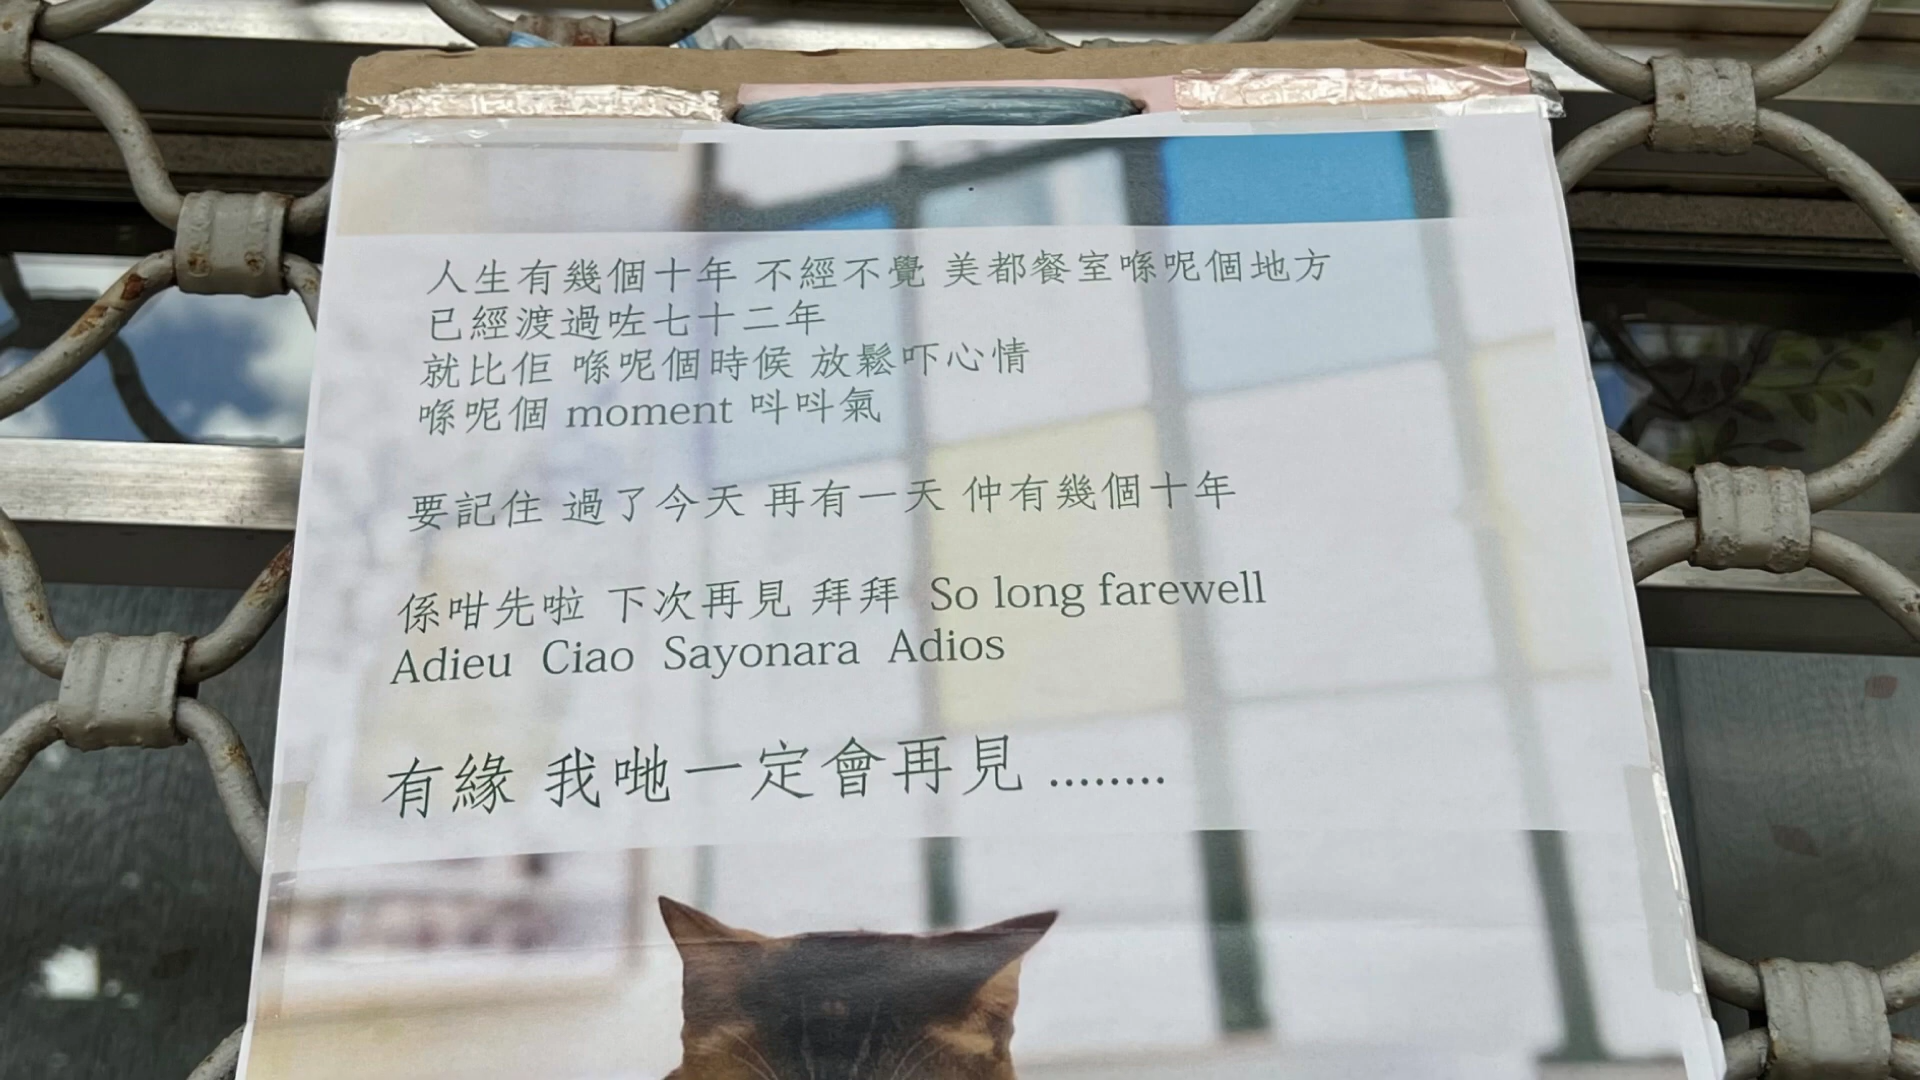 人生有幾個十年 不經不覺 美都餐室喺呢個地方
已經渡過咗七十二年
就比佢 喺呢個時候 放鬆吓心情
喺呢個 moment 唞唞氣
要記住 過了今天 再有一天 仲有幾個十年
係咁先啦 下次再見 拜拜 So long farewell
Adieu Ciao Sayonara Adios
有緣 我哋一定會再見 ........